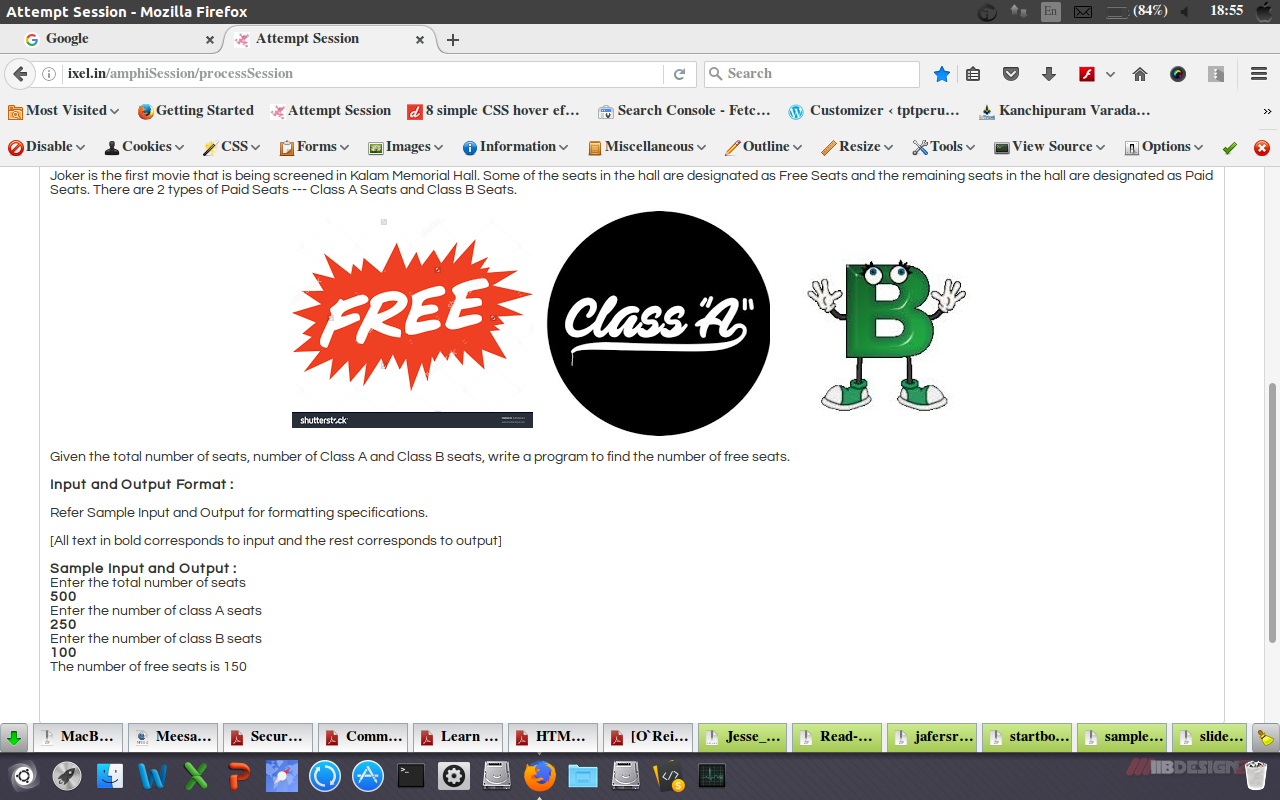 Attempt Session - Mozilla Firefox
En
(84%)
18:55
Google
Attempt Session
ixel.in/amphiSession/processSession
Search
Most Visited
Getting Started
Attempt Session
8 simple CSS hover ef...
Search Console - Fetc...
Customizer ‹ tptperu...
Kanchipuram Varada...
»
Disable
Cookies
CSS
Forms
Images
Information
Miscellaneous
Outline
Resize
Tools
View Source
Options
Joker is the first movie that is being screened in Kalam Memorial Hall. Some of the seats in the hall are designated as Free Seats and the remaining seats in the hall are designated as Paid
Seats. There are 2 types of Paid Seats --- Class A Seats and Class B Seats.
FREE
shutterstock
Class "A"
B
Given the total number of seats, number of Class A and Class B seats, write a program to find the number of free seats.
Input and Output Format :
Refer Sample Input and Output for formatting specifications.
[All text in bold corresponds to input and the rest corresponds to output]
Sample Input and Output :
Enter the total number of seats
500
Enter the number of class A seats
250
Enter the number of class B seats
100
The number of free seats is 150
MacB...
Meesa...
Secur...
Comm...
Learn ...
HTM...
[O`Rei...
Jesse_...
Read-...
jafersr...
startbo...
sample...
slide...